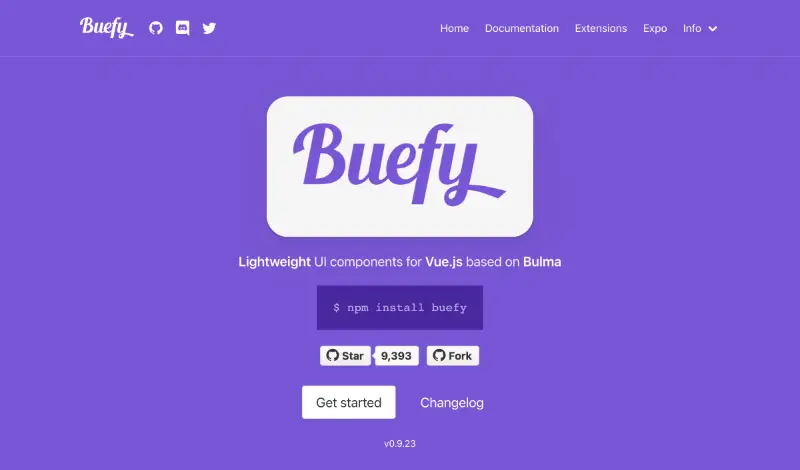 Buefy Home Documentation Extensions Expo Info
Buefy
Lightweight UI components for Vue.js based on Bulma
$ npm install buefy
Star 9,393 Fork
Get started Changelog
v0.9.23